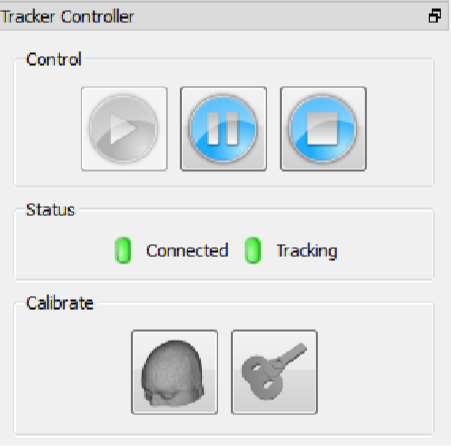 Tracker Controller
Control
Status
Connected Tracking
Calibrate